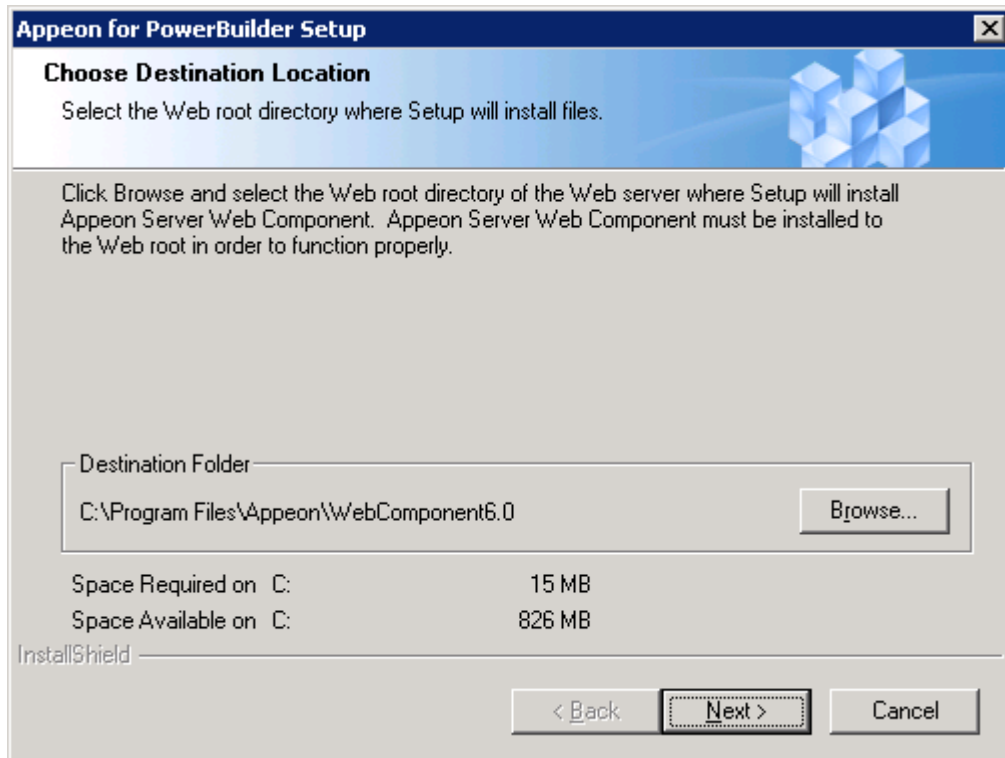 Appeon for PowerBuilder Setup
Choose Destination Location
Select the Web root directory where Setup will install files.
Click Browse and select the Web root directory of the Web server where Setup will install
Appeon Server Web Component.  Appeon Server Web Component must be installed to
the Web root in order to function properly.
Destination Folder
C:\Program Files\Appeon\WebComponent6.0
Browse...
Space Required on  C: 15 MB
Space Available on  C: 826 MB
InstallShield
< Back Next > Cancel